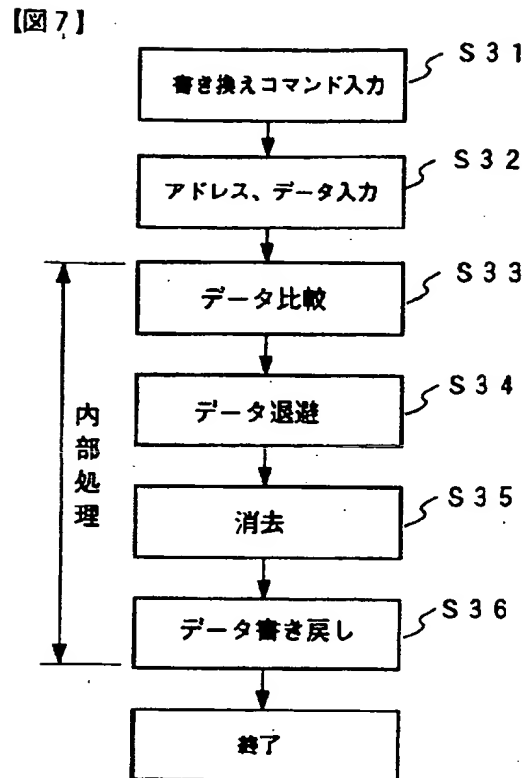 【図7】
書き換えコマンド入力
S31
アドレス、データ入力
S32
データ比較
S33
データ退避
S34
消去
S35
データ書き戻し
S36
終了
内部処理